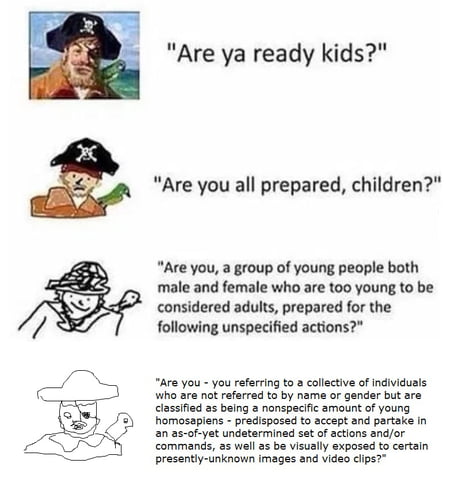 "Are ya ready kids?"
"Are you all prepared, children?"
"Are you, a group of young people both
male and female who are too young to be
considered adults, prepared for the
following unspecified actions?"
"Are you - you referring to a collective of individuals
who are not referred to by name or gender but are
classified as being a nonspecific amount of young
homosapiens - predisposed to accept and partake in
an as-of-yet undetermined set of actions and/or
commands, as well as be visually exposed to certain
presently-unknown images and video clips?"